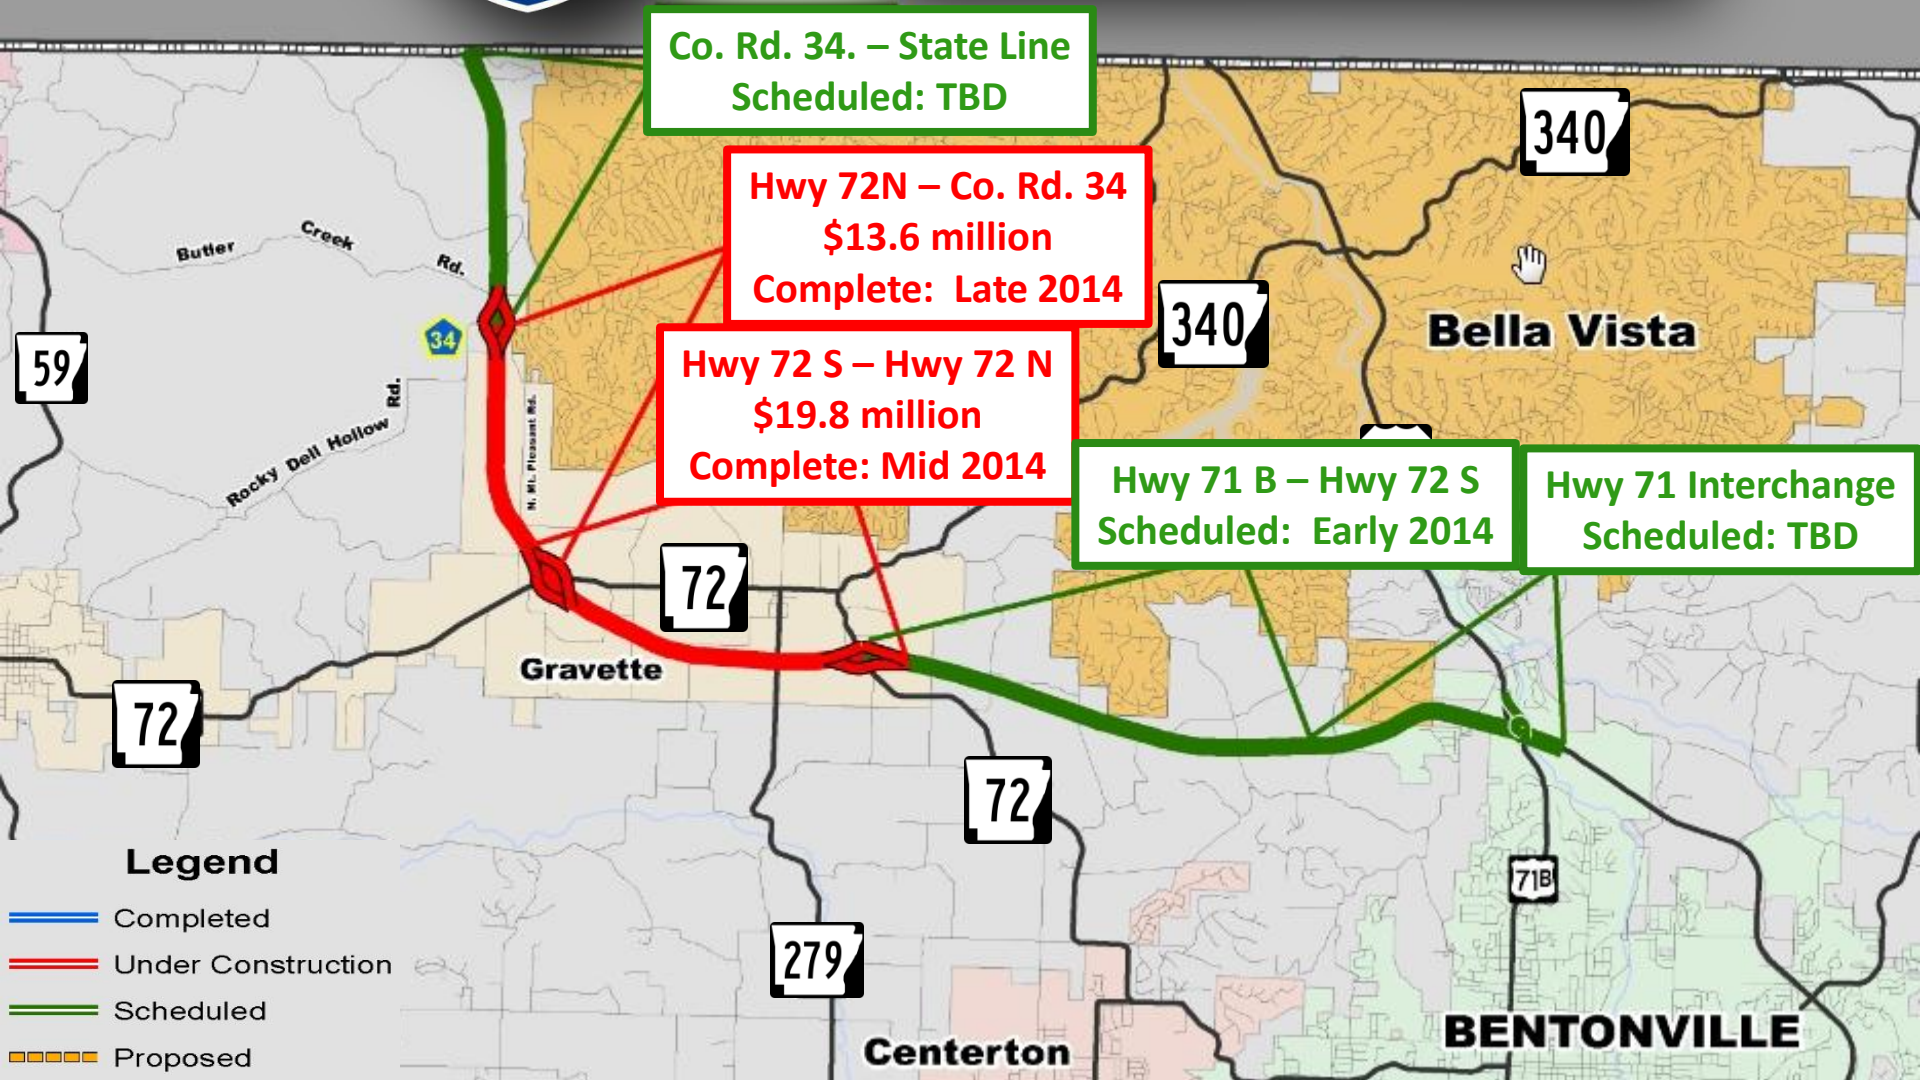 Co. Rd. 34. – State Line
Scheduled: TBD
340
Hwy 72N – Co. Rd. 34
$13.6 million
Complete:  Late 2014
Butler Creek Rd.
34
340
Bella Vista
59
Hwy 72 S – Hwy 72 N
$19.8 million
Complete: Mid 2014
Rocky Dell Hollow Rd.
N. Mt. Pleasant Rd.
Hwy 71 B – Hwy 72 S
Scheduled:  Early 2014
Hwy 71 Interchange
Scheduled: TBD
72
Gravette
72
72
71B
279
Legend
Completed
Under Construction
Scheduled
Proposed
Centerton
BENTONVILLE